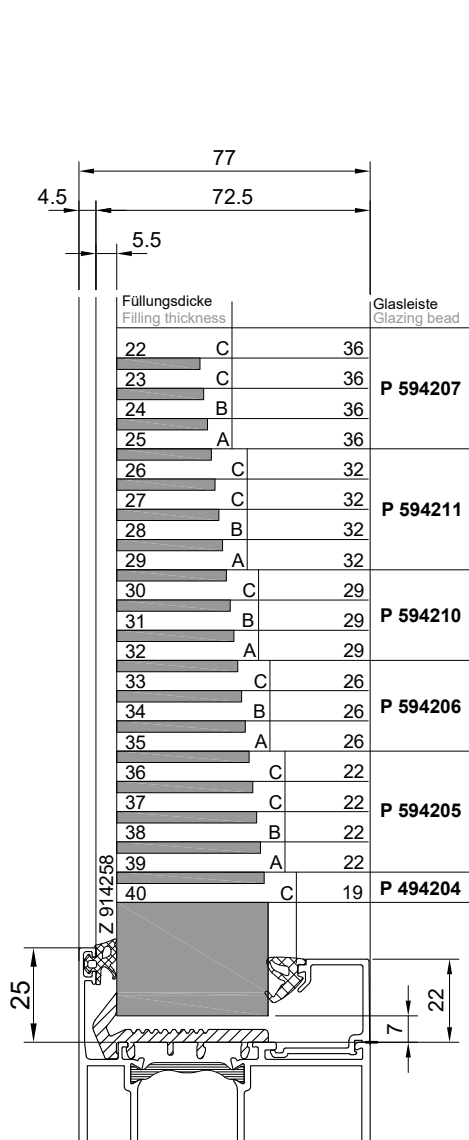 77
4.5 72.5
5.5
Füllungsdicke Glasleiste
Filling thickness Glazing bead
22 C 36
23 C 36
P 594207
24 B 36
25 A 36
26 C 32
27 C 32
P 594211
28 B 32
29 A 32
30 C 29
31 B 29 P 594210
32 A 29
33 C 26
34 B 26 P 594206
35 A 26
36 C 22
37 C 22
P 594205
38 B 22
39 A 22
40 C 19 P 494204
Z 914258
25
22
7